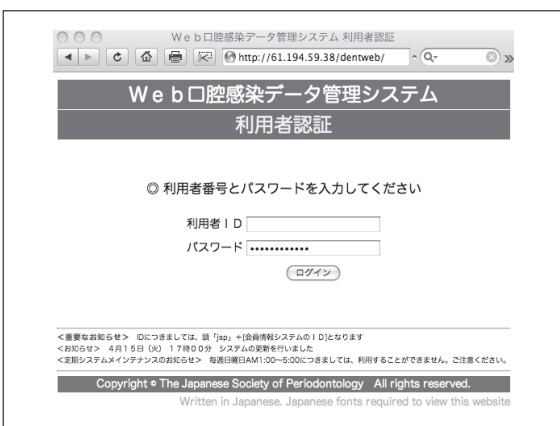 Ｗｅｂ口腔感染データ管理システム 利用者認証
http://61.194.59.38/dentweb/
Ｗｅｂ口腔感染データ管理システム
利用者認証
◎ 利用者番号とパスワードを入力してください
利用者ＩＤ
パスワード ••••••••••••
ログイン
＜重要なお知らせ＞ IDにつきましては、頭「jsp」+[会員情報システムのＩＤ]となります
＜お知らせ＞ ４月１５日（火） １７時００分 システムの更新を行いました
＜定期システムメインテナンスのお知らせ＞ 毎週日曜日AM1:00〜5:00につきましては、利用することができません。ご注意ください。
Copyright © The Japanese Society of Periodontology All rights reserved.
Written in Japanese. Japanese fonts required to view this website